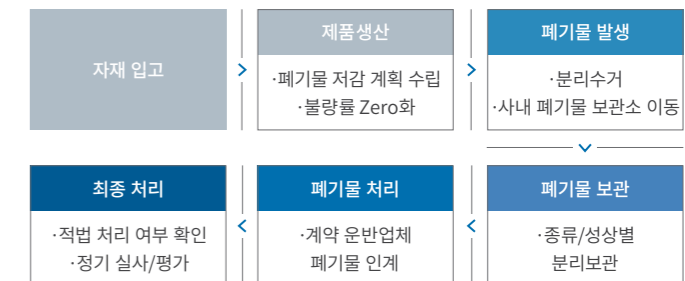 자재 입고
제품생산
·폐기물 저감 계획 수립
·불량률 Zero화
폐기물 발생
·분리수거
·사내 폐기물 보관소 이동
폐기물 보관
·종류/성상별
분리보관
폐기물 처리
·계약 운반업체
폐기물 인계
최종 처리
·적법 처리 여부 확인
·정기 실사/평가